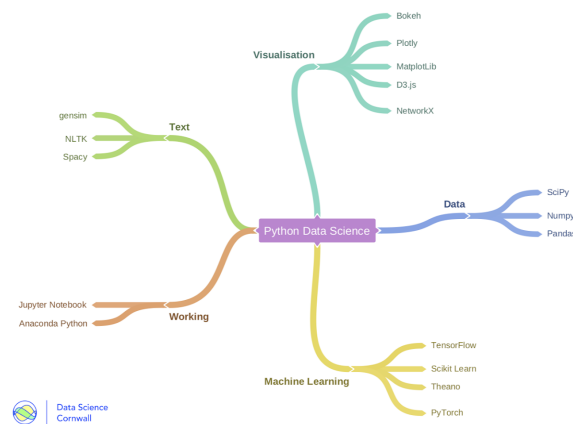 Visualisation
Bokeh
Plotly
MatplotLib
D3.js
NetworkX
Text
gensim
NLTK
Spacy
Data
SciPy
Numpy
Pandas
Python Data Science
Working
Jupyter Notebook
Anaconda Python
Machine Learning
TensorFlow
Scikit Learn
Theano
PyTorch
Data Science
Cornwall